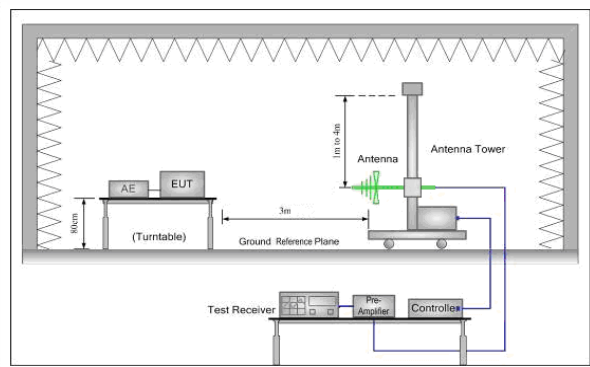 1m to 4m
Antenna
Antenna Tower
AE
EUT
80cm
3m
(Turntable)
Ground Reference Plane
Test Receiver
Pre-
Amplifier
Controller